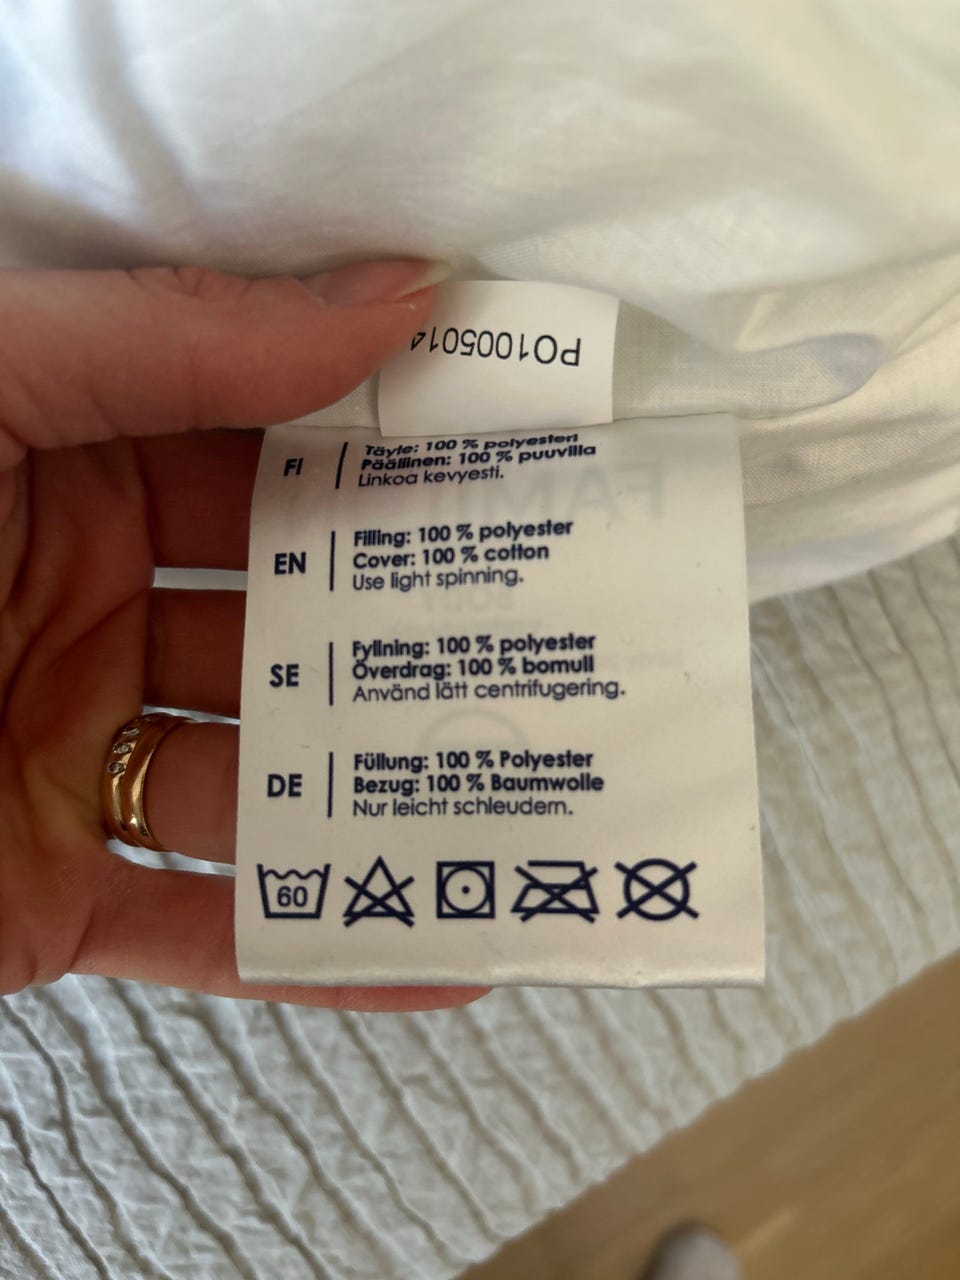 PO1005014
FI
Täyte: 100 % polyesteri
Päällinen: 100 % puuvilla
Linkoa kevyesti.
EN
Filling: 100 % polyester
Cover: 100 % cotton
Use light spinning.
SE
Fyllning: 100 % polyester
Överdrag: 100 % bomull
Använd lätt centrifugering.
DE
Füllung: 100 % Polyester
Bezug: 100 % Baumwolle
Nur leicht schleudern.
60